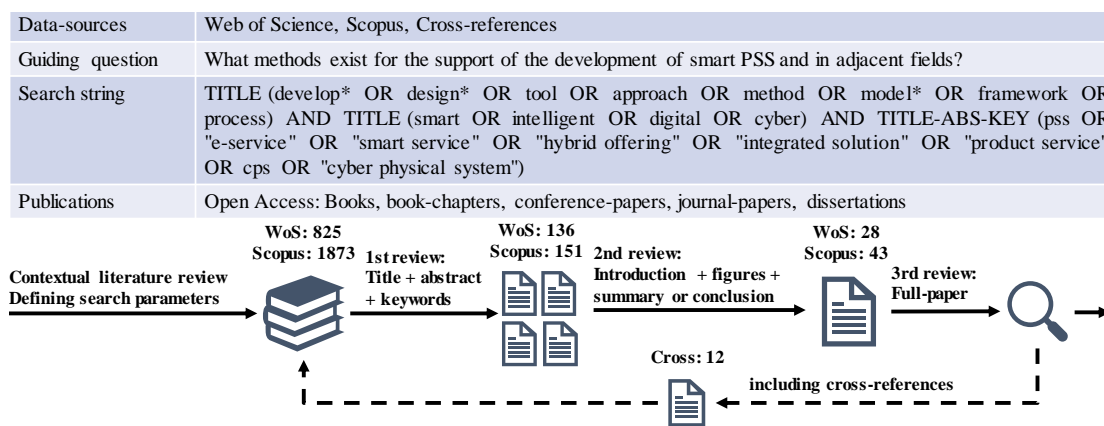 Data-sources Web of Science, Scopus, Cross-references
Guiding question What methods exist for the support of the development of smart PSS and in adjacent fields?
Search string TITLE (develop* OR design* OR tool OR approach OR method OR model* OR framework OR
process) AND TITLE (smart OR intelligent OR digital OR cyber) AND TITLE-ABS-KEY (pss OR
"e-service" OR "smart service" OR "hybrid offering" OR "integrated solution" OR "product service"
OR cps OR "cyber physical system")
Publications Open Access: Books, book-chapters, conference-papers, journal-papers, dissertations
WoS: 825
Scopus: 1873
WoS: 136
Scopus: 151
WoS: 28
Scopus: 43
Contextual literature review
Defining search parameters
1st review:
Title + abstract
+ keywords
2nd review:
Introduction + figures +
summary or conclusion
3rd review:
Full-paper
Cross: 12
including cross-references